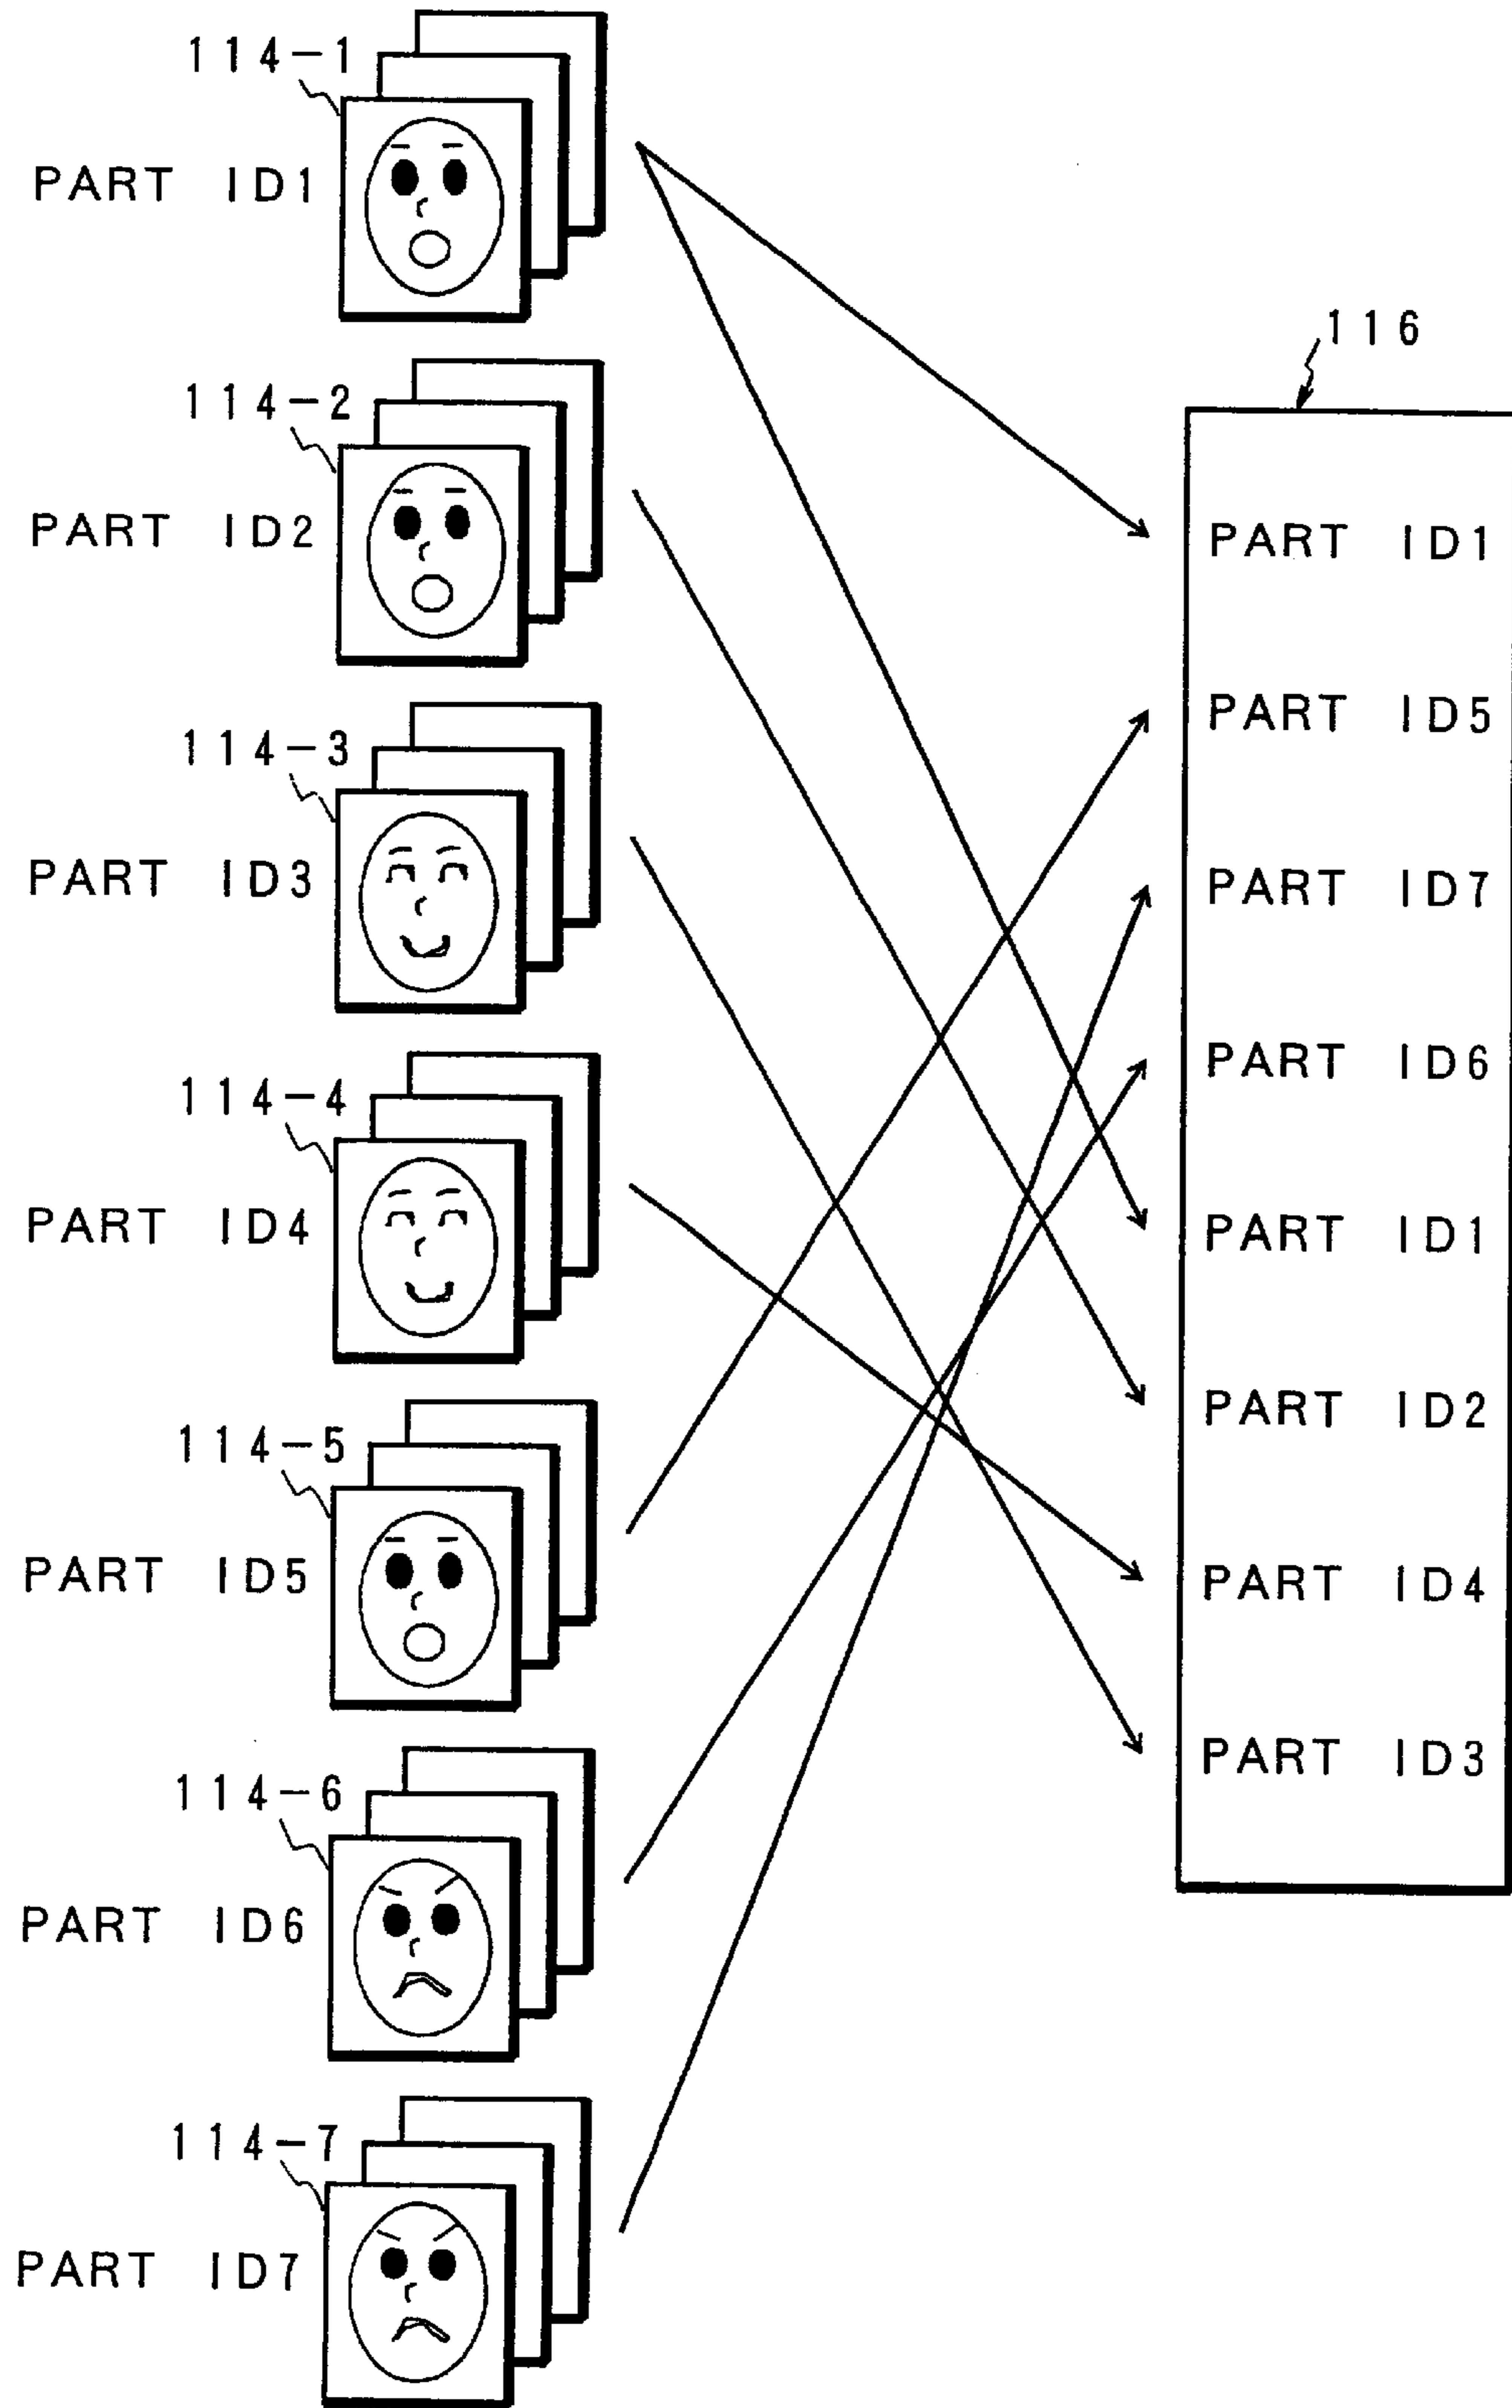 114-1
PART ID1
114-2
PART ID2
114-3
PART ID3
114-4
PART ID4
114-5
PART ID5
114-6
PART ID6
114-7
PART ID7
116
PART ID1
PART ID5
PART ID7
PART ID6
PART ID1
PART ID2
PART ID4
PART ID3